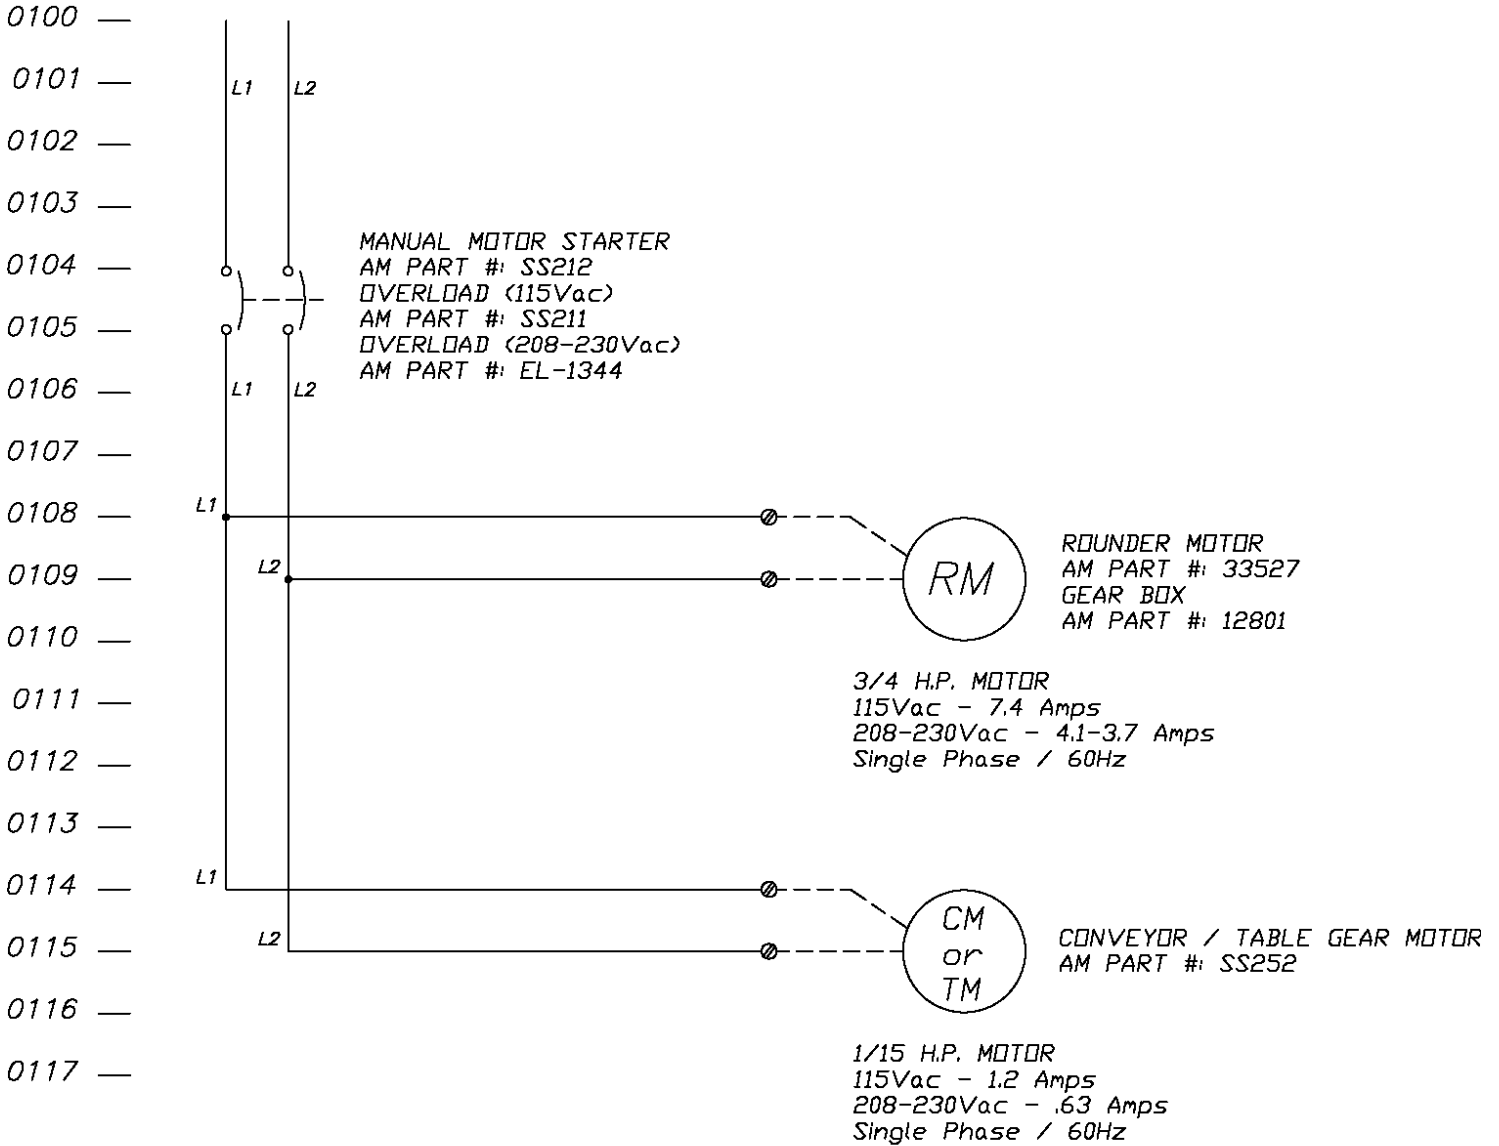 0100
0101
L1 L2
0102
0103
0104
MANUAL MOTOR STARTER
AM PART #: SS212
OVERLOAD (115Vac)
AM PART #: SS211
OVERLOAD (208-230Vac)
AM PART #: EL-1344
0105
0106
L1 L2
0107
0108
L1
0109
L2
RM
ROUNDER MOTOR
AM PART #: 33527
GEAR BOX
AM PART #: 12801
0110
0111
3/4 H.P. MOTOR
115Vac - 7.4 Amps
208-230Vac - 4.1-3.7 Amps
Single Phase / 60Hz
0112
0113
0114
L1
0115
L2
CM
or
TM
CONVEYOR / TABLE GEAR MOTOR
AM PART #: SS252
0116
0117
1/15 H.P. MOTOR
115Vac - 1.2 Amps
208-230Vac - .63 Amps
Single Phase / 60Hz